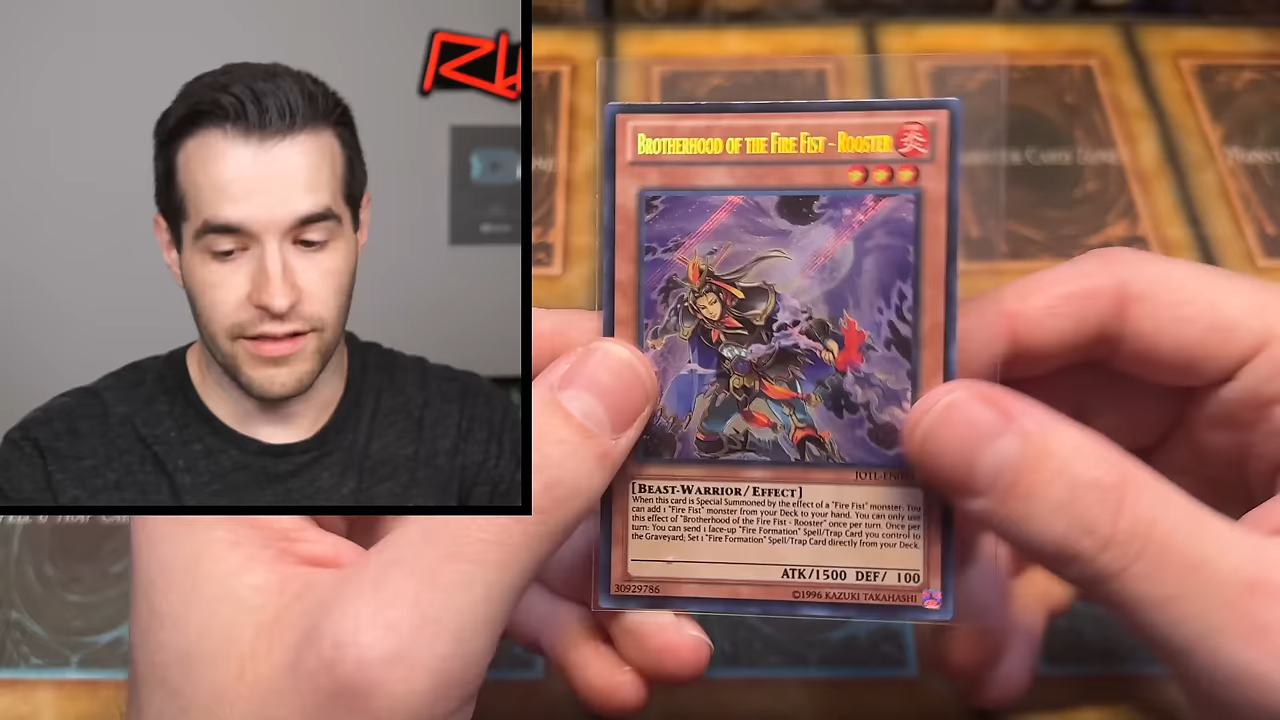 BROTHERHOOD OF THE FIRE FIST - ROOSTER
炎
[BEAST-WARRIOR/EFFECT]
When this card is Special Summoned by the effect of a "Fire Fist" monster: You
can add 1 "Fire Fist" monster from your Deck to your hand. You can only use
this effect of "Brotherhood of the Fire Fist - Rooster" once per turn. Once per
turn: You can send 1 face-up "Fire Formation" Spell/Trap Card you control to
the Graveyard; Set 1 "Fire Formation" Spell/Trap Card directly from your Deck.
ATK/1500 DEF/ 100
30929786
©1996 KAZUKI TAKAHASHI